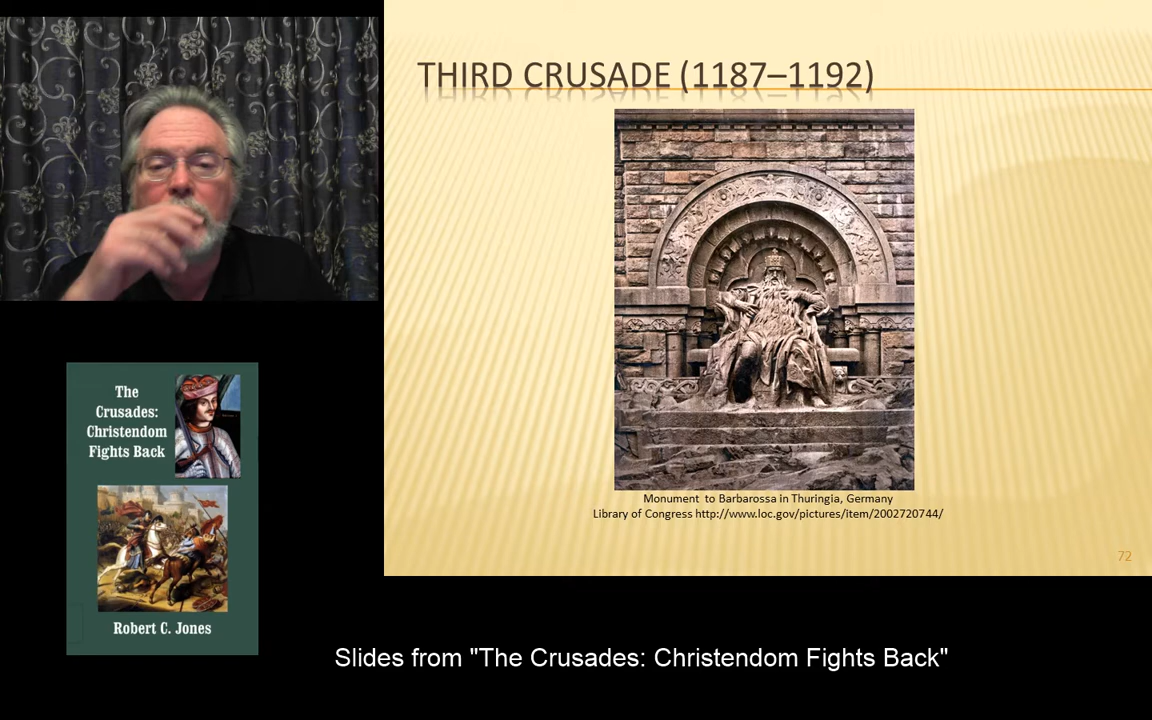 THIRD CRUSADE (1187–1192)
Monument to Barbarossa in Thuringia, Germany
Library of Congress http://www.loc.gov/pictures/item/2002720744/
72
The
Crusades:
Christendom
Fights Back
Robert C. Jones
Slides from "The Crusades: Christendom Fights Back"